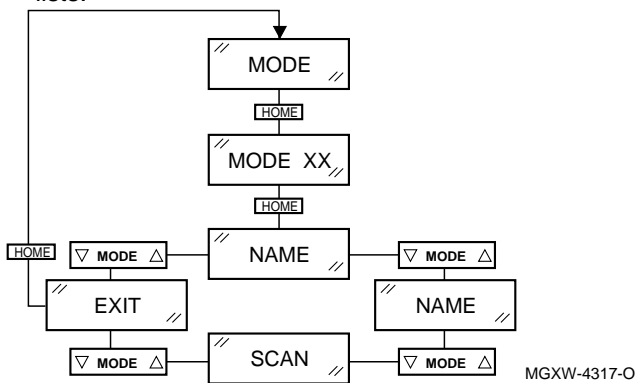 MODE
HOME
MODE XX
HOME
HOME
▽ MODE △
NAME
▽ MODE △
EXIT
NAME
▽ MODE △
SCAN
▽ MODE △
MGXW-4317-O